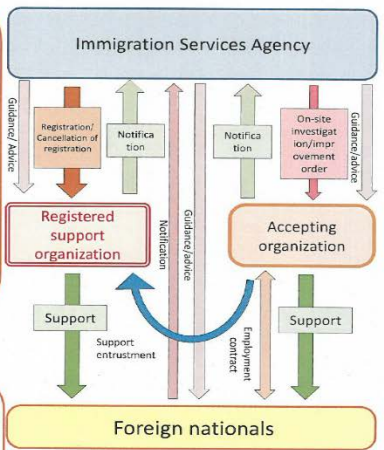 Immigration Services Agency
Guidance/ Advice
Registration/
Cancellation of
registration
Notifica
tion
Notification
Guidance/advice
Notifica
tion
On-site
investigat
ion/impr
ovement
order
Guidance/advice
Registered
support
organization
Accepting
organization
Support
Support
entrustment
Employment
contract
Support
Foreign nationals